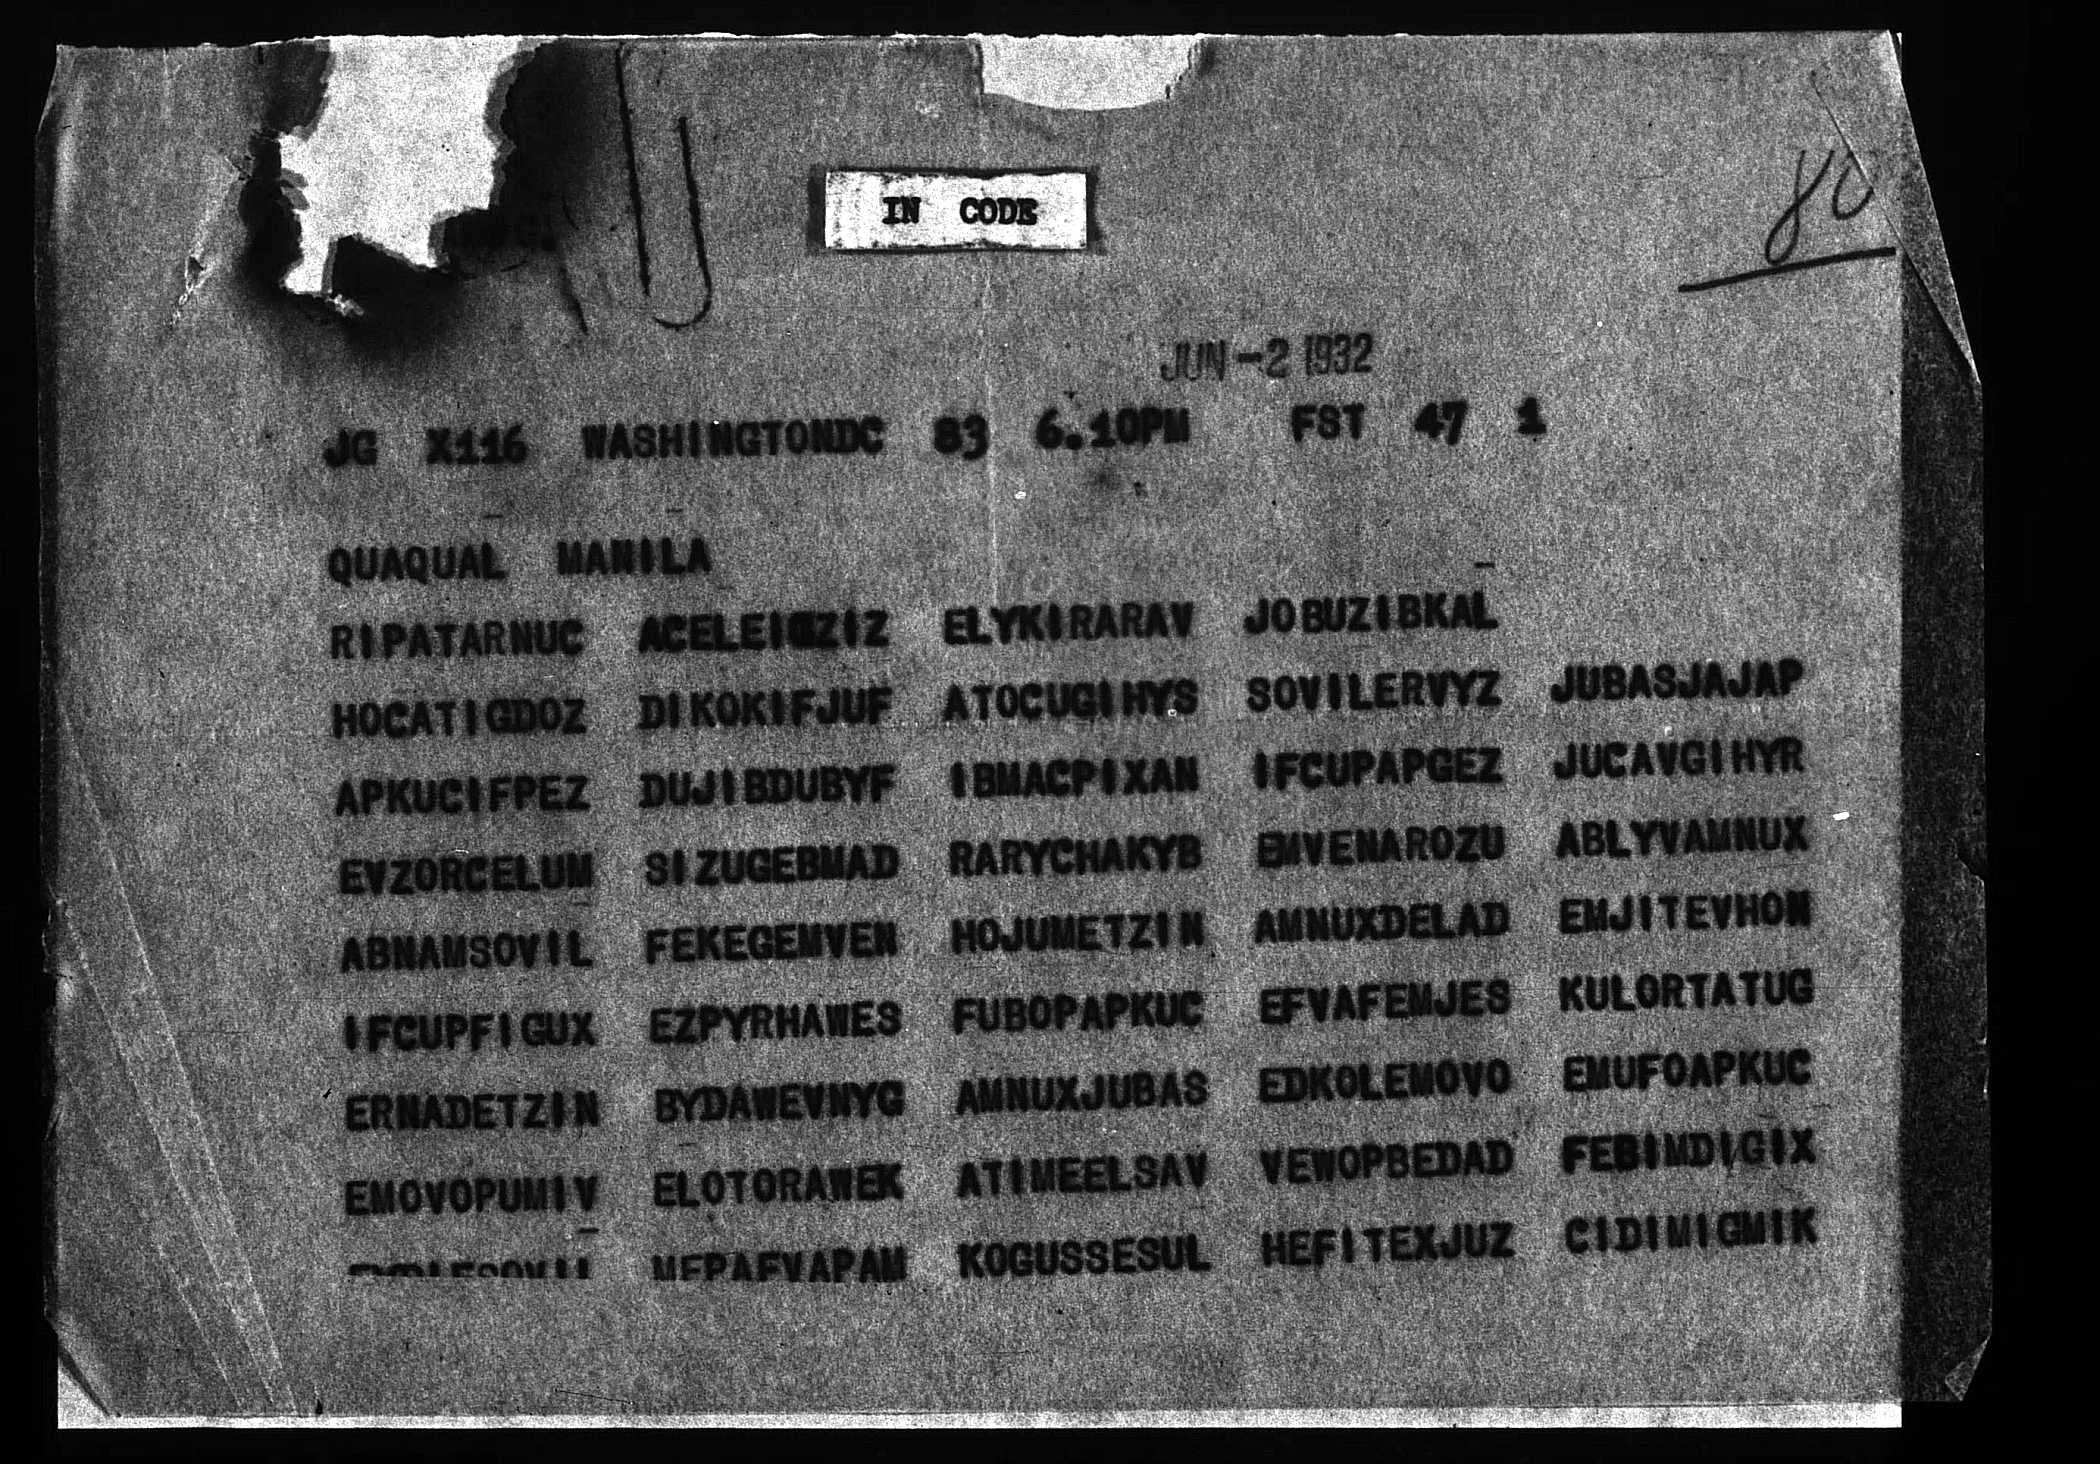 IN CODE
80
JUN -2 1932
JG X116 WASHINGTONDC 83 6.10PM FST 47 1
QUAQUAL MANILA
RIPATARNUC ELYKIRARAV JOBUZIBKAL
HOCATIGDOZ DIKOKIFJUF ATOCUGIHYS SOVILERVYZ JUBASJAJAP
APKUCIFPEZ DUJIBDUBYF IBMACPIXAN IFCUPAPGEZ JUCAVGIHYR
EVZORCELUM SIZUGEBMAD RARYCHAKYB EMVENAROZU ABLYVAMNUX
ABNAMSOVIL FEKEGEMVEN HOJUMETZIN AMNUXDELAD EMJITEVHON
IFCUPFIGUX EZPYRHAWES FUBOPAPKUC EFVAFEMJES KULORTATUG
ERNADETZIN BYDAWEVNYG AMNUXJUBAS EDKOLEMOVO EMUFOAPKUC
EMOVOPUMIV ELOTORAWEK ATIMEELSAV VEWOPBEDAD FEBIMDIGIX
KOGUSSESUL HEFITEXJUZ CIDIMIGMIK